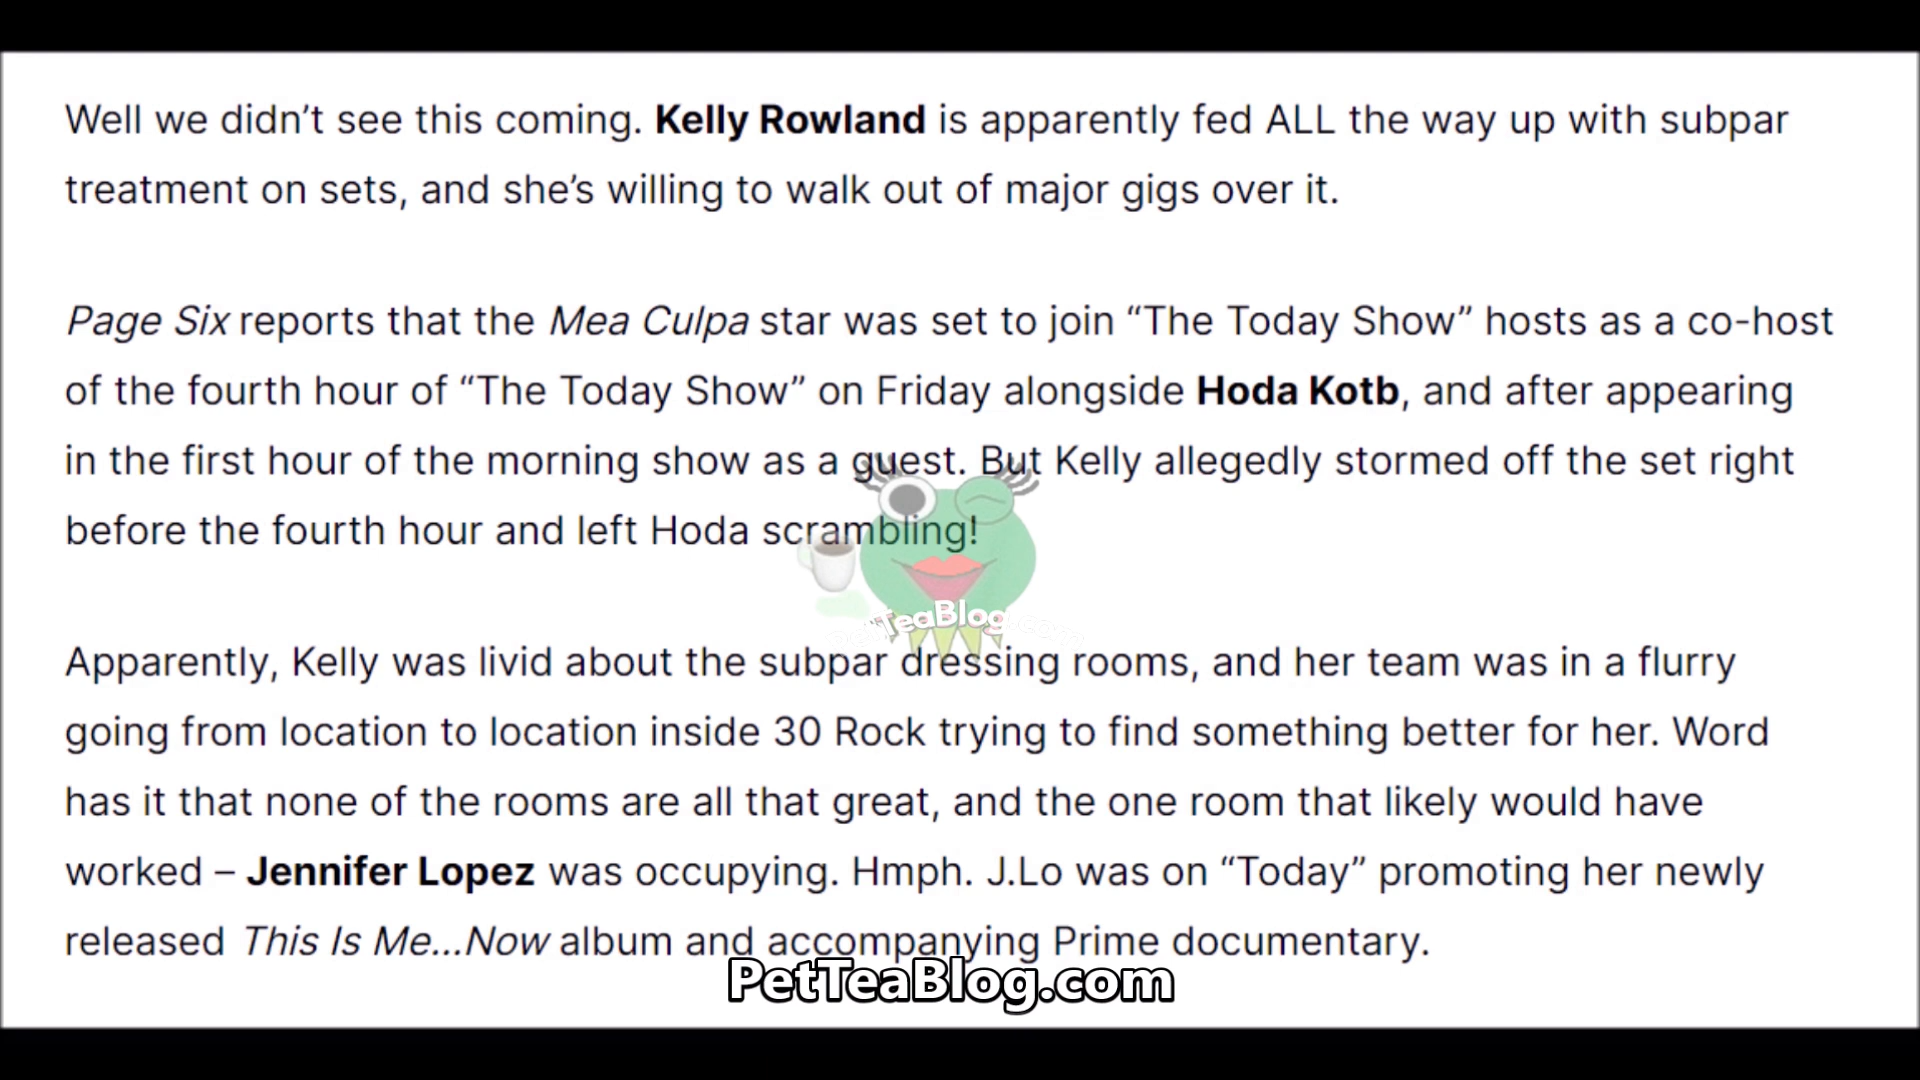 Well we didn’t see this coming. Kelly Rowland is apparently fed ALL the way up with subpar
treatment on sets, and she’s willing to walk out of major gigs over it.
Page Six reports that the Mea Culpa star was set to join “The Today Show” hosts as a co-host
of the fourth hour of “The Today Show” on Friday alongside Hoda Kotb, and after appearing
in the first hour of the morning show as a guest. But Kelly allegedly stormed off the set right
before the fourth hour and left Hoda scrambling!
PetTeaBlog.com
Apparently, Kelly was livid about the subpar dressing rooms, and her team was in a flurry
going from location to location inside 30 Rock trying to find something better for her. Word
has it that none of the rooms are all that great, and the one room that likely would have
worked – Jennifer Lopez was occupying. Hmph. J.Lo was on “Today” promoting her newly
released This Is Me...Now album and accompanying Prime documentary.
PetTeaBlog.com